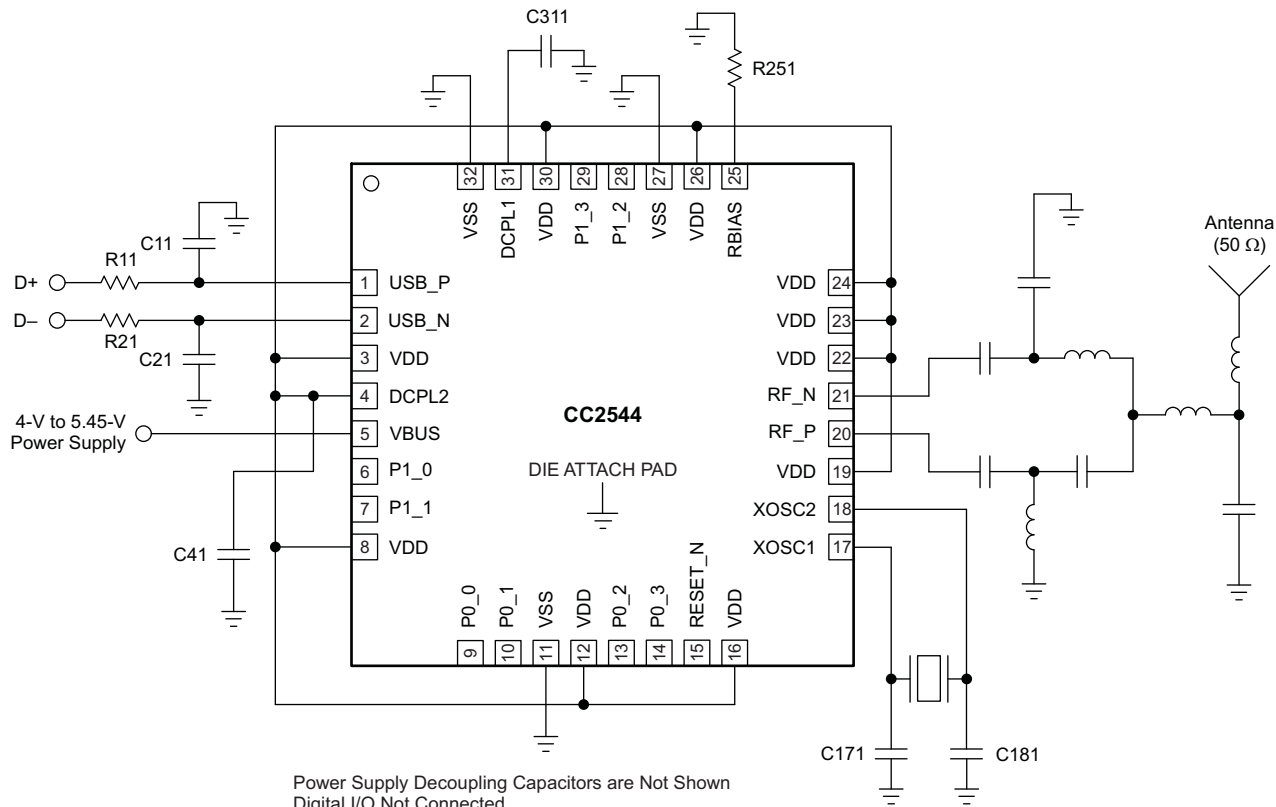 C311
R251
32
31
30
29
28
27
26
25
VSS
DCPL1
VDD
P1_3
P1_2
VSS
VDD
RBIAS
Antenna
(50 Ω)
C11
R11
D+
1 USB_P
VDD 24
D–
2 USB_N
VDD 23
R21
C21
3 VDD
VDD 22
4 DCPL2
RF_N 21
CC2544
4-V to 5.45-V
Power Supply
5 VBUS
RF_P 20
6 P1_0
DIE ATTACH PAD
VDD 19
7 P1_1
XOSC2 18
C41
8 VDD
XOSC1 17
P0_0
P0_1
VSS
VDD
P0_2
P0_3
RESET_N
VDD
9
10
11
12
13
14
15
16
C171
C181
Power Supply Decoupling Capacitors are Not Shown
Digital I/O Not Connected